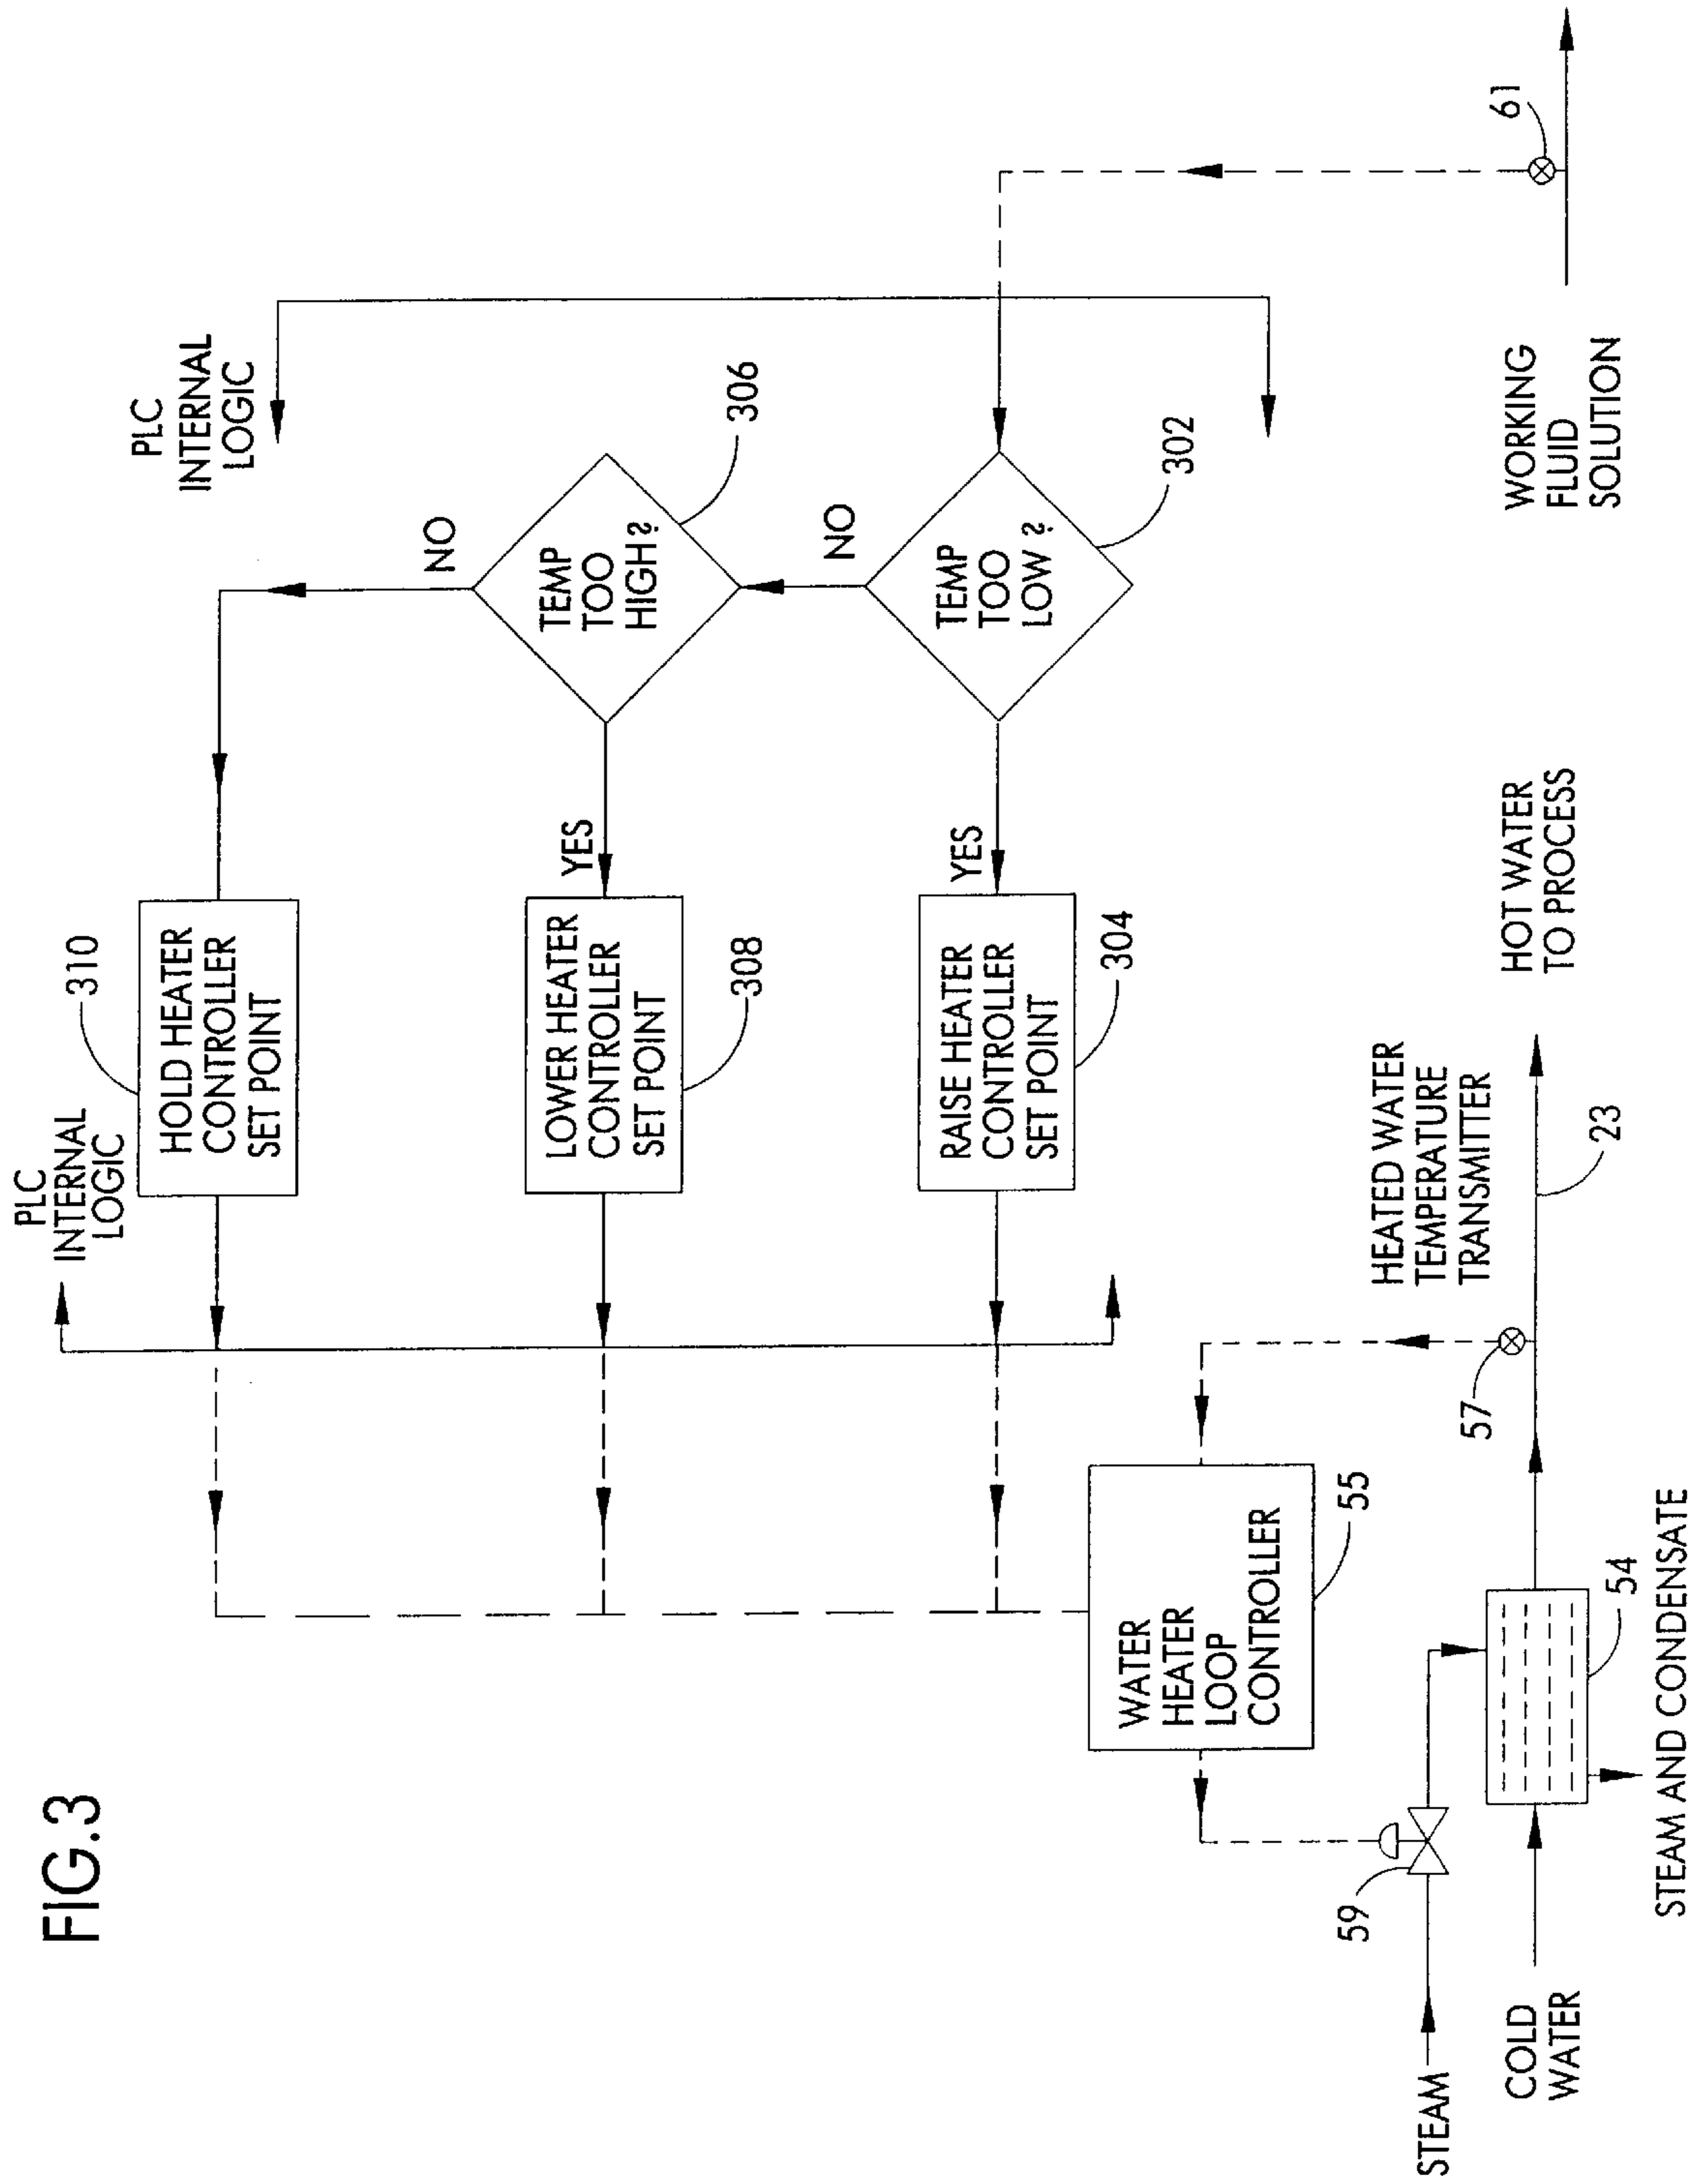 FIG.3
PLC
INTERNAL
LOGIC
310
HOLD HEATER
CONTROLLER
SET POINT
NO
PLC
INTERNAL
LOGIC
LOWER HEATER
CONTROLLER
SET POINT
308
YES
TEMP
TOO
HIGH?
306
NO
RAISE HEATER
CONTROLLER
SET POINT
304
YES
TEMP
TOO
LOW ?
302
WATER
HEATER
LOOP
CONTROLLER
55
HEATED WATER
TEMPERATURE
TRANSMITTER
57
59
STEAM
COLD
WATER
54
STEAM AND CONDENSATE
23
HOT WATER
TO PROCESS
WORKING
FLUID
SOLUTION
61